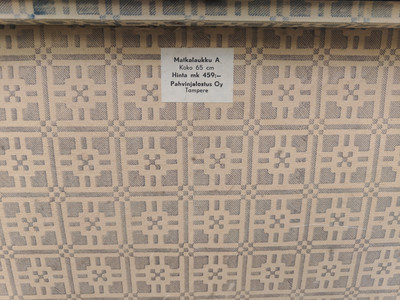 Matkalaukku A
Koko 65 cm
Hinta mk 459:—
Pahvinjalostus Oy
Tampere